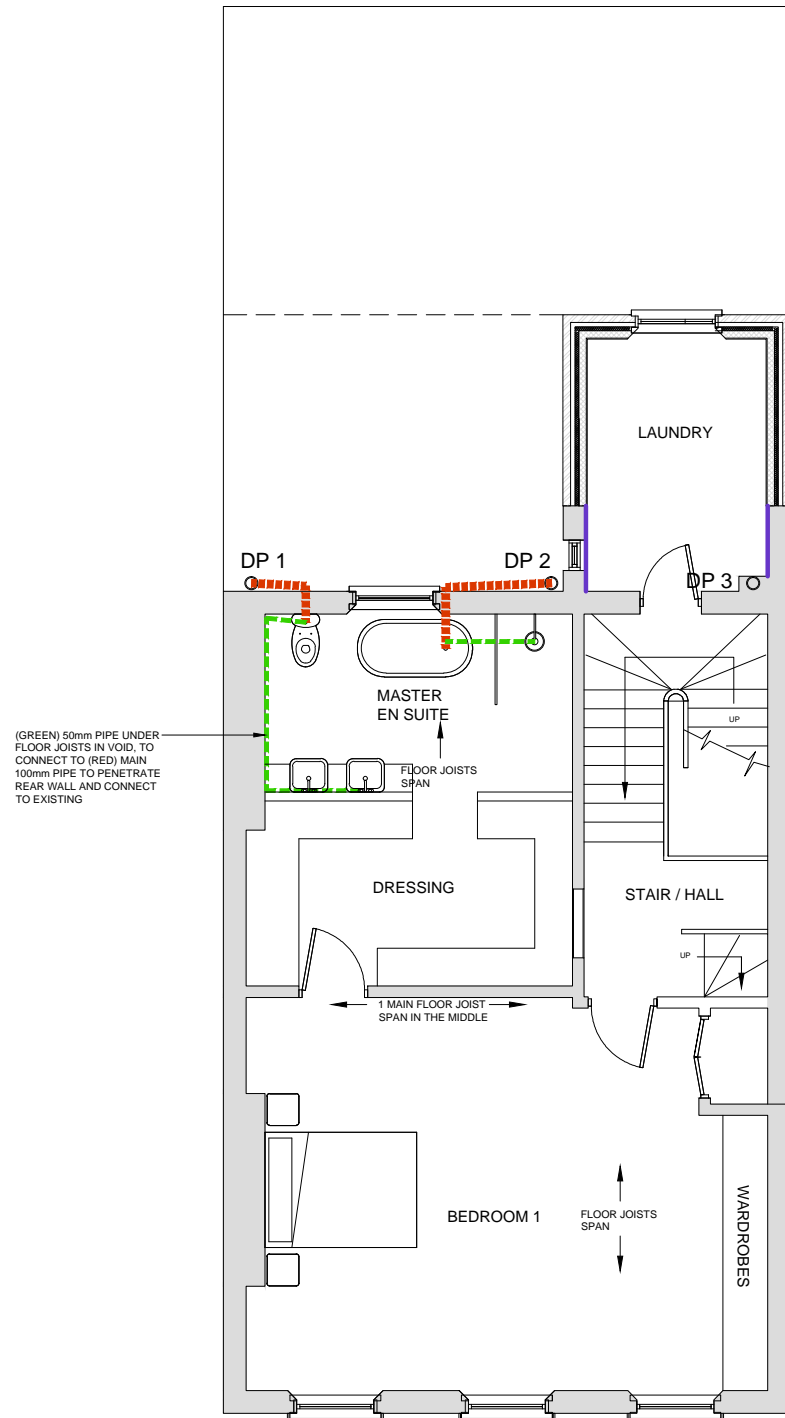 LAUNDRY
DP 1
DP 2
DP 3
MASTER
EN SUITE
UP
(GREEN) 50mm PIPE UNDER
FLOOR JOISTS IN VOID, TO
CONNECT TO (RED) MAIN
100mm PIPE TO PENETRATE
REAR WALL AND CONNECT
TO EXISTING
FLOOR JOISTS
SPAN
DRESSING
STAIR / HALL
UP
1 MAIN FLOOR JOIST
SPAN IN THE MIDDLE
BEDROOM 1
FLOOR JOISTS
SPAN
WARDROBES